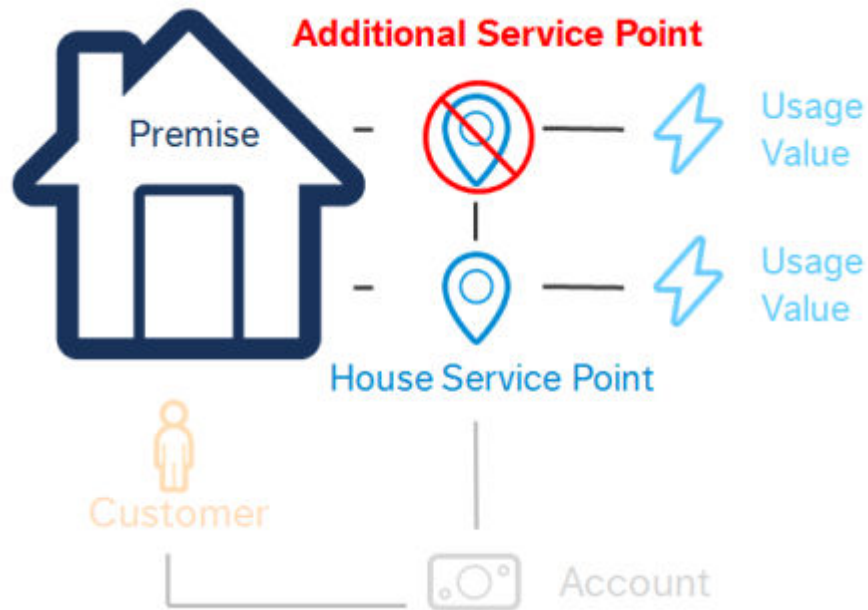 Additional Service Point
Premise
Usage
Value
Usage
Value
House Service Point
Customer
Account